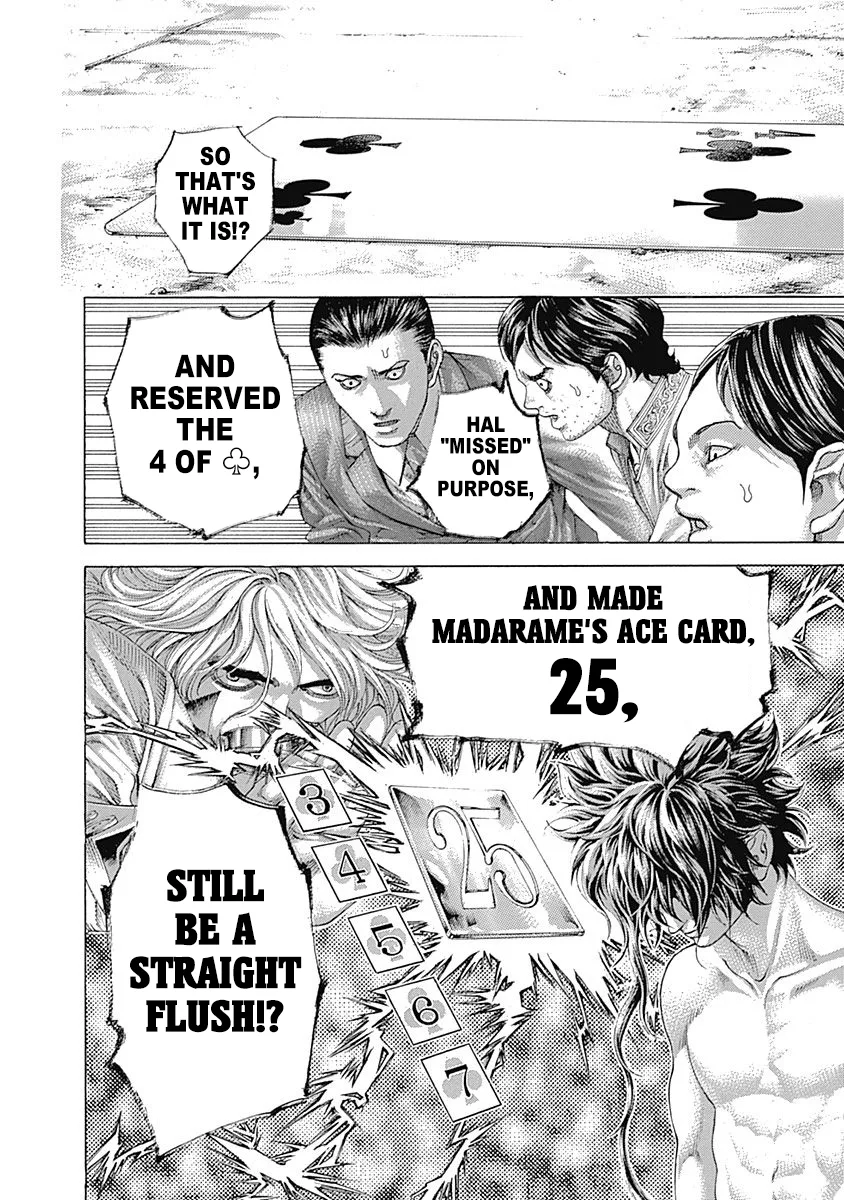 SO
THAT'S
WHAT
IT IS!?
HAL
"MISSED"
ON
PURPOSE,
AND
RESERVED
THE
4 OF ♧,
AND MADE
MADARAME'S ACE CARD,
25,
25
3
4
5
6
7
STILL
BE A
STRAIGHT
FLUSH!?